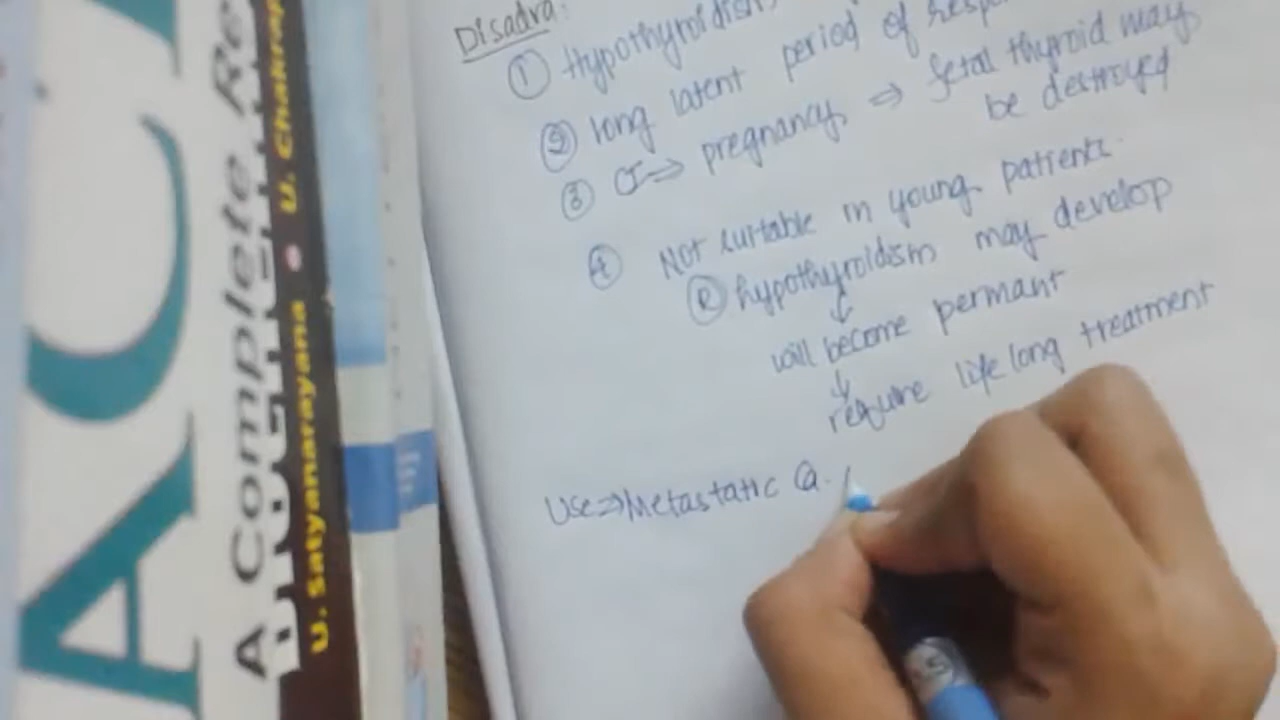 Disadva:
① Hypothyroidism,
② long latent period of resp
③ CI⇒ pregnancy ⇒ fetal thyroid may
be destroyed
④ Not suitable in young patients.
Ⓡ hypothyroidism may develop
↓
will become permant
↓
require life long treatment
Use⇒Metastatic Ca.
A Complete Re
U. Satyanarayana • U. Chakrap